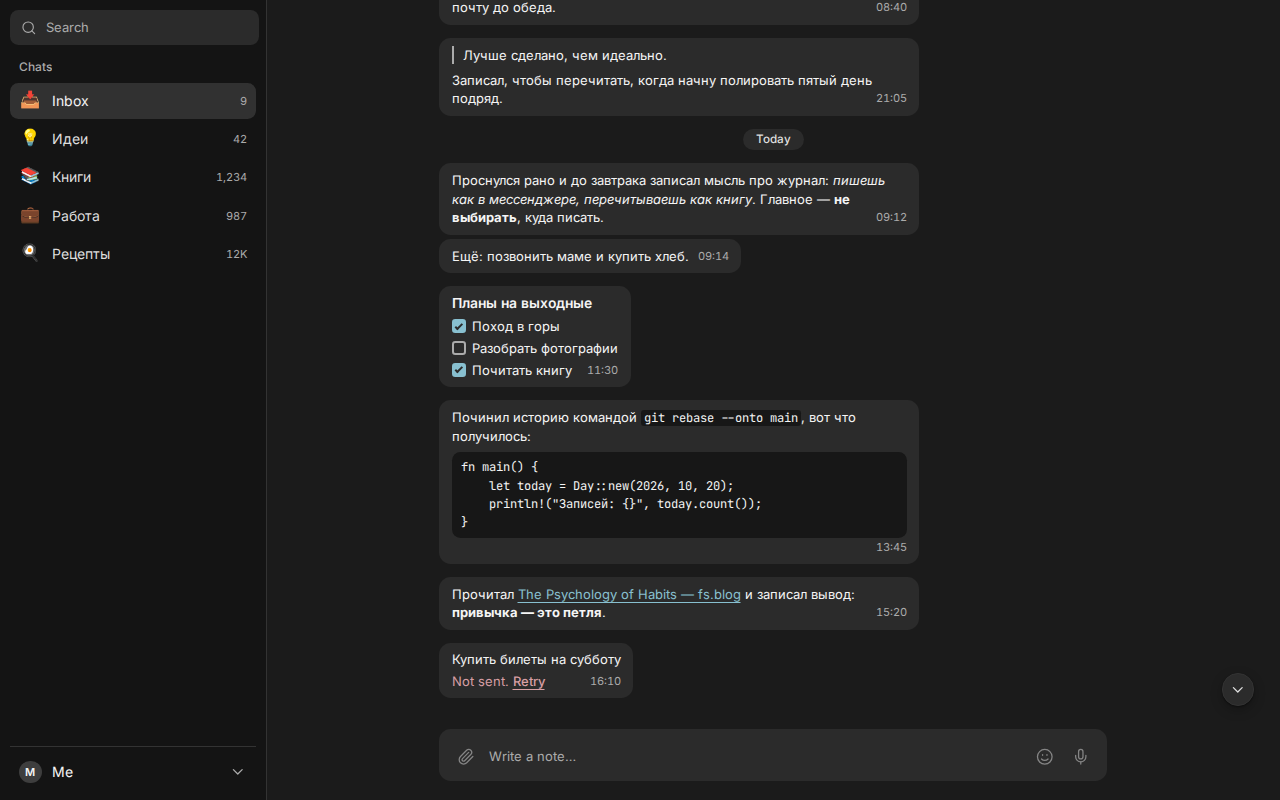 Search
Chats
Inbox 9
Идеи 42
Книги 1,234
Работа 987
Рецепты 12K
M Me
почту до обеда. 08:40
Лучше сделано, чем идеально.
Записал, чтобы перечитать, когда начну полировать пятый день
подряд. 21:05
Today
Проснулся рано и до завтрака записал мысль про журнал: пишешь
как в мессенджере, перечитываешь как книгу. Главное — не
выбирать, куда писать. 09:12
Ещё: позвонить маме и купить хлеб. 09:14
Планы на выходные
Поход в горы
Разобрать фотографии
Почитать книгу 11:30
Починил историю командой git rebase --onto main, вот что
получилось:
fn main() {
    let today = Day::new(2026, 10, 20);
    println!("Записей: {}", today.count());
}
13:45
Прочитал The Psychology of Habits — fs.blog и записал вывод:
привычка — это петля. 15:20
Купить билеты на субботу
Not sent. Retry 16:10
Write a note...